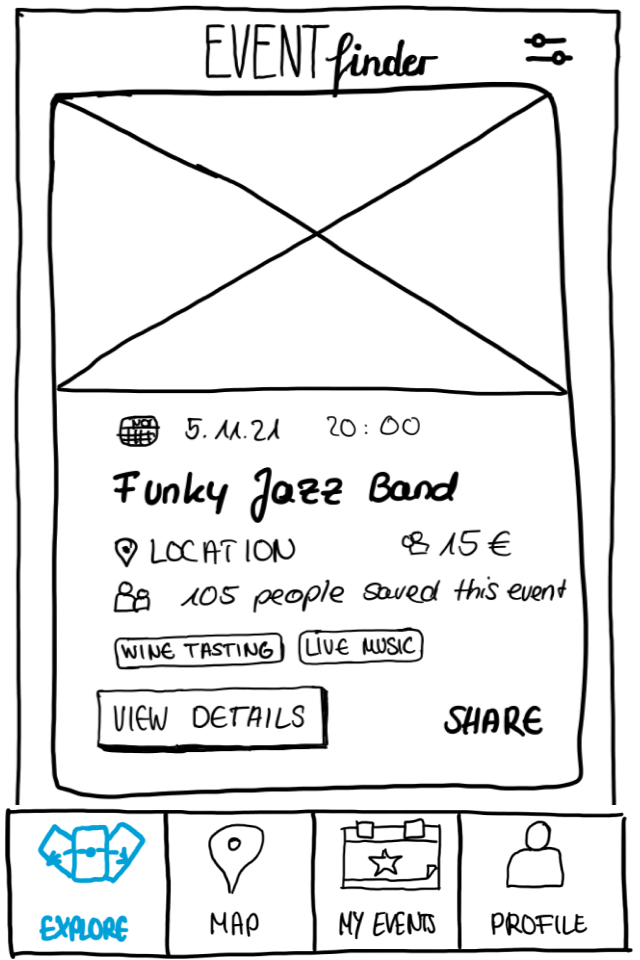 EVENT finder
5.11.21 20:00
Funky Jazz Band
LOCATION 15 €
105 people saved this event
WINE TASTING LIVE MUSIC
VIEW DETAILS SHARE
EXPLORE MAP MY EVENTS PROFILE